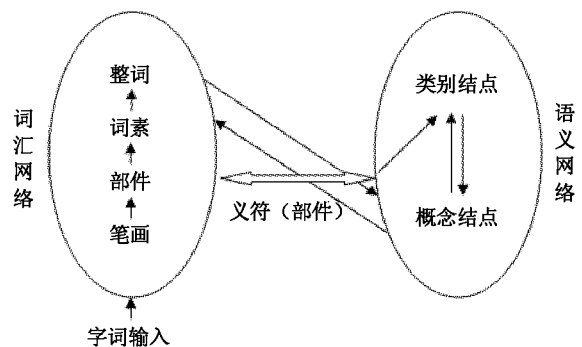 词汇网络
整词
词素
部件
笔画
义符（部件）
类别结点
概念结点
语义网络
字词输入